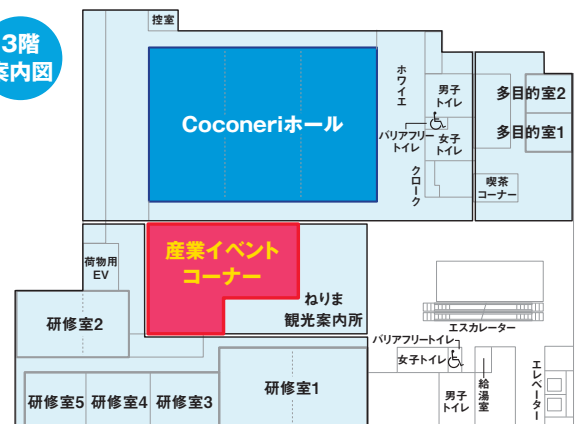 3階
案内図
控室
Coconeriホール
ホワイエ
男子
トイレ
バリアフリー
トイレ
女子
トイレ
クローク
喫茶
コーナー
多目的室2
多目的室1
荷物用
EV
産業イベント
コーナー
ねりま
観光案内所
研修室2
エスカレーター
バリアフリートイレ
女子トイレ
研修室5
研修室4
研修室3
研修室1
男子
トイレ
給湯室
エレベーター